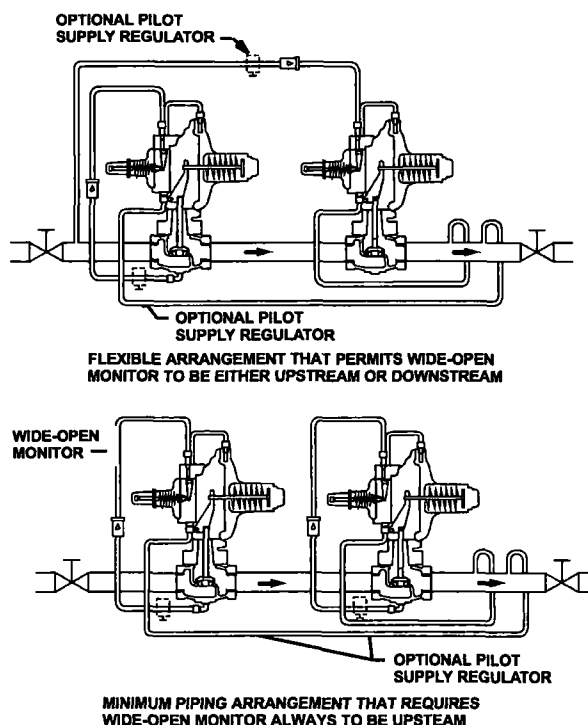 OPTIONAL PILOT
SUPPLY REGULATOR
OPTIONAL PILOT
SUPPLY REGULATOR
FLEXIBLE ARRANGEMENT THAT PERMITS WIDE-OPEN
MONITOR TO BE EITHER UPSTREAM OR DOWNSTREAM
WIDE-OPEN
MONITOR
OPTIONAL PILOT
SUPPLY REGULATOR
MINIMUM PIPING ARRANGEMENT THAT REQUIRES
WIDE-OPEN MONITOR ALWAYS TO BE UPSTEAM